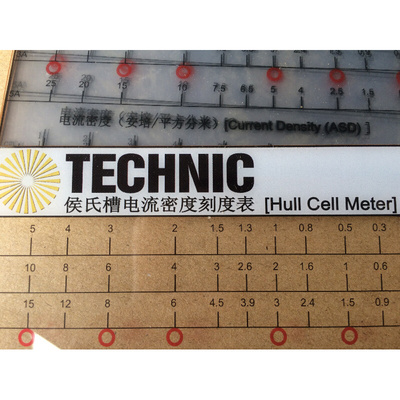 25 20 15 10 7.5 5 4 2.5 1.5
电流密度（安培/平方分米）[Current Density (ASD) ]
TECHNIC
侯氏槽电流密度刻度表 [Hull Cell Meter]
5 4 3 2 1.5 1.3 1 0.8 0.5 0.3
10 8 6 4 3 2.6 2 1.6 1 0.6
15 12 8 6 4.5 3.9 3 2.4 1.5 0.9